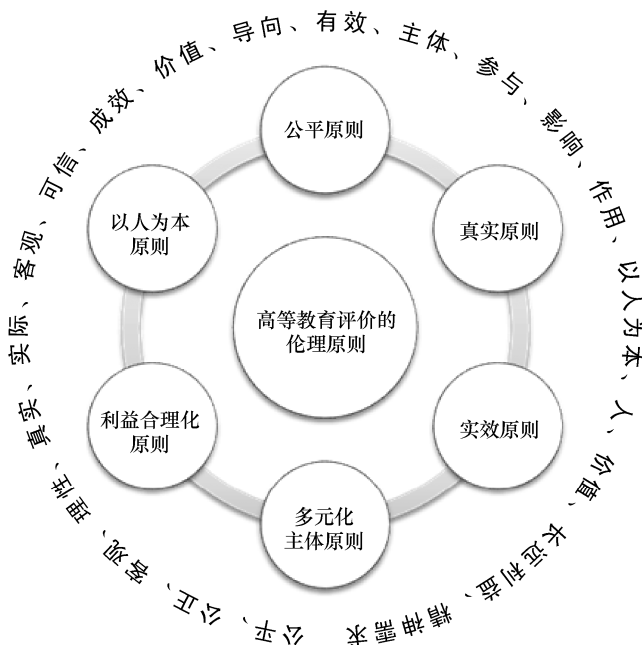 公平、公正、客观、理性、真实、实际、客观、可信、成效、价值、导向、有效、主体、参与、影响、作用、以人为本、人、价值、长远利益、精神需求
公平原则
真实原则
实效原则
多元化
主体原则
利益合理化
原则
以人为本
原则
高等教育评价的
伦理原则